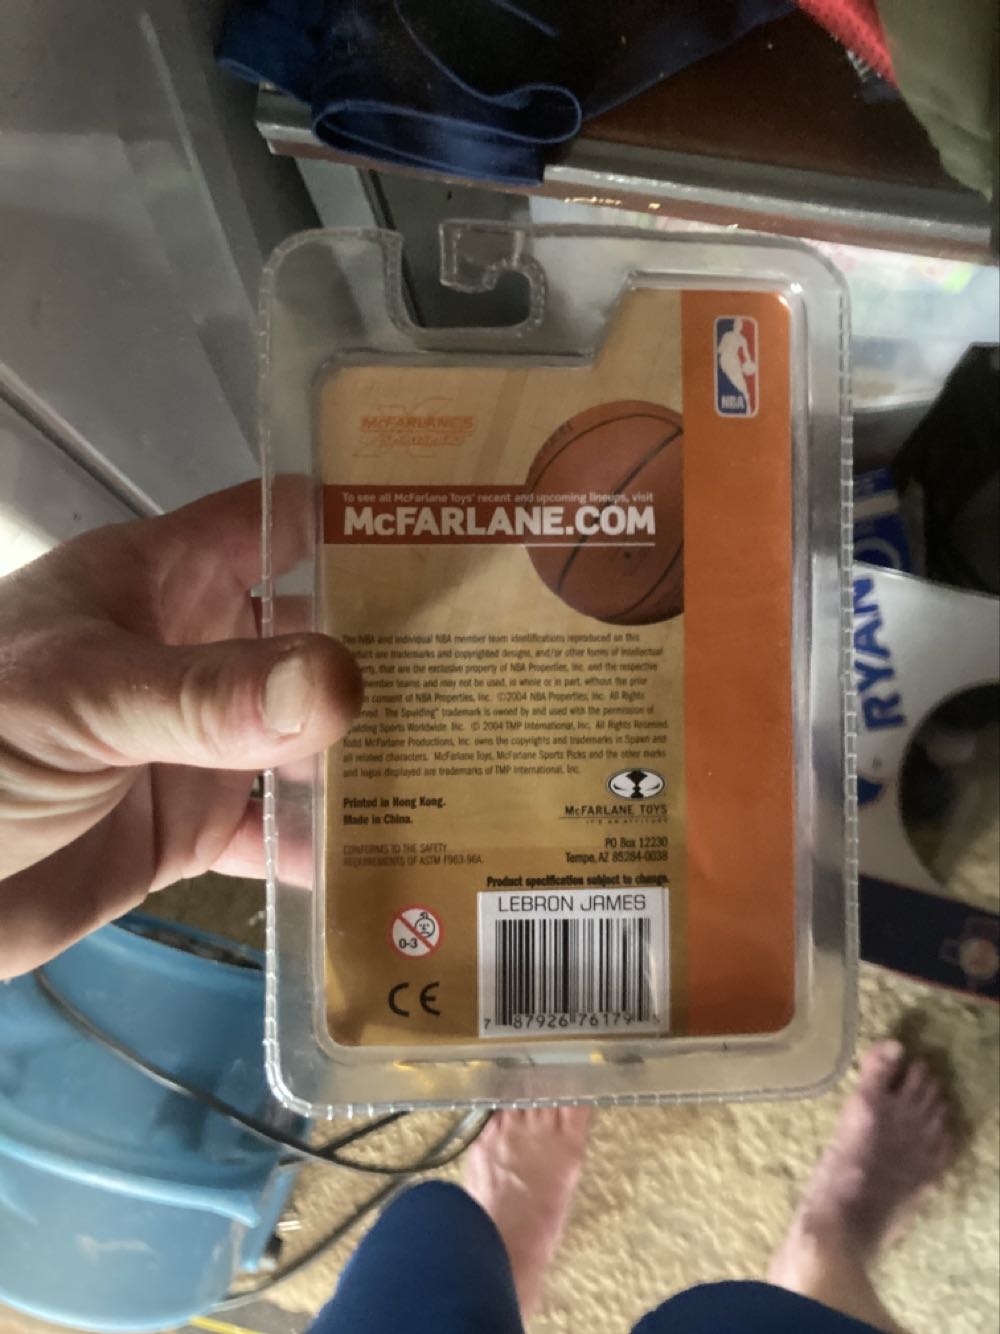 NBA
McFARLANE'S
To see all McFarlane Toys' recent and upcoming lineups, visit
McFARLANE.COM
The NBA and individual NBA member team identifications reproduced on this
are trademarks and copyrighted designs, and/or other forms of intellectual
that are the exclusive property of NBA Properties, Inc. and the respective
member teams and may not be used, in whole or in part, without the prior
consent of NBA Properties, Inc. ©2004 NBA Properties, Inc. All Rights
The Spalding® trademark is owned by and used with the permission of
Sports Worldwide Inc. © 2004 TMP International, Inc. All Rights Reserved.
Todd McFarlane Productions, Inc. owns the copyrights and trademarks in Spawn and
all related characters. McFarlane Toys, McFarlane Sports Picks and the other marks
and logos displayed are trademarks of TMP International, Inc.
Printed in Hong Kong.
Made in China.
McFARLANE TOYS
CONFORMS TO THE SAFETY
REQUIREMENTS OF ASTM F963-96A.
PO Box 12230
Tempe, AZ 85284-0038
Product specification subject to change.
LEBRON JAMES
0-3
CE
7 87926 76179
RYAN